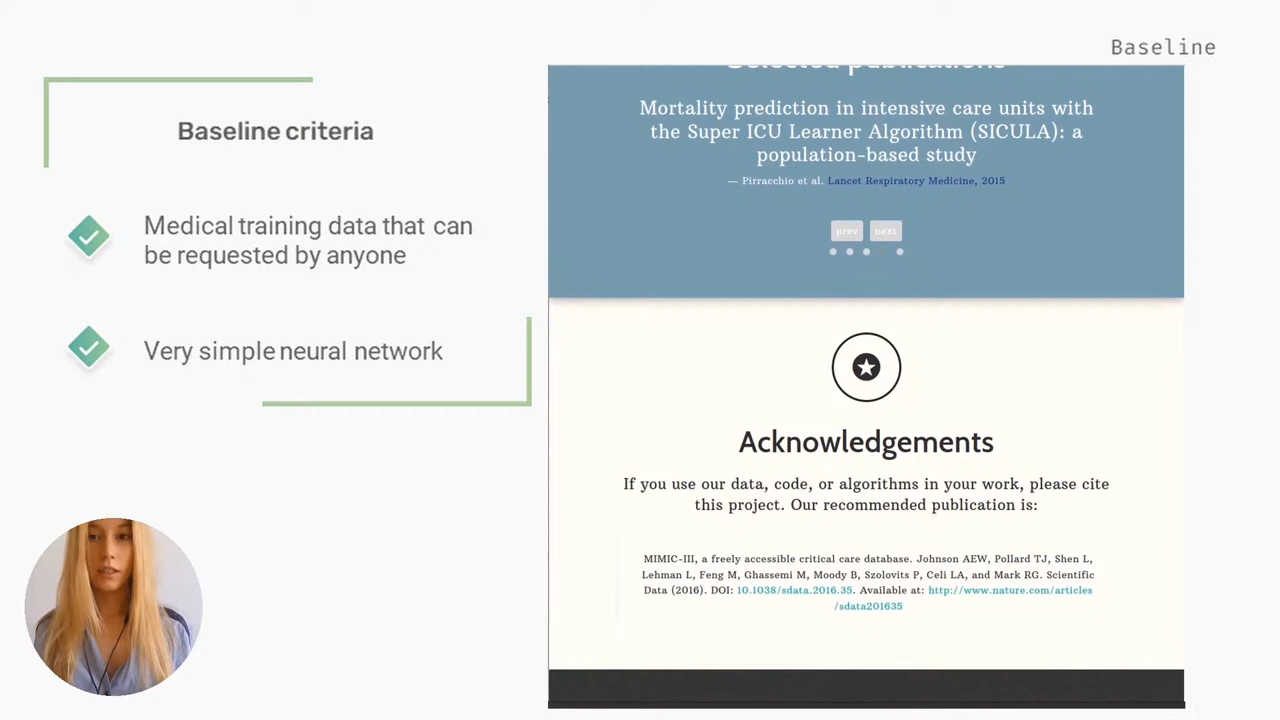 Baseline
Baseline criteria
Medical training data that can
be requested by anyone
Very simple neural network
Selected publications
Mortality prediction in intensive care units with
the Super ICU Learner Algorithm (SICULA): a
population-based study
— Pirracchio et al. Lancet Respiratory Medicine, 2015
prev next
Acknowledgements
If you use our data, code, or algorithms in your work, please cite
this project. Our recommended publication is:
MIMIC-III, a freely accessible critical care database. Johnson AEW, Pollard TJ, Shen L,
Lehman L, Feng M, Ghassemi M, Moody B, Szolovits P, Celi LA, and Mark RG. Scientific
Data (2016). DOI: 10.1038/sdata.2016.35. Available at: http://www.nature.com/articles
/sdata201635